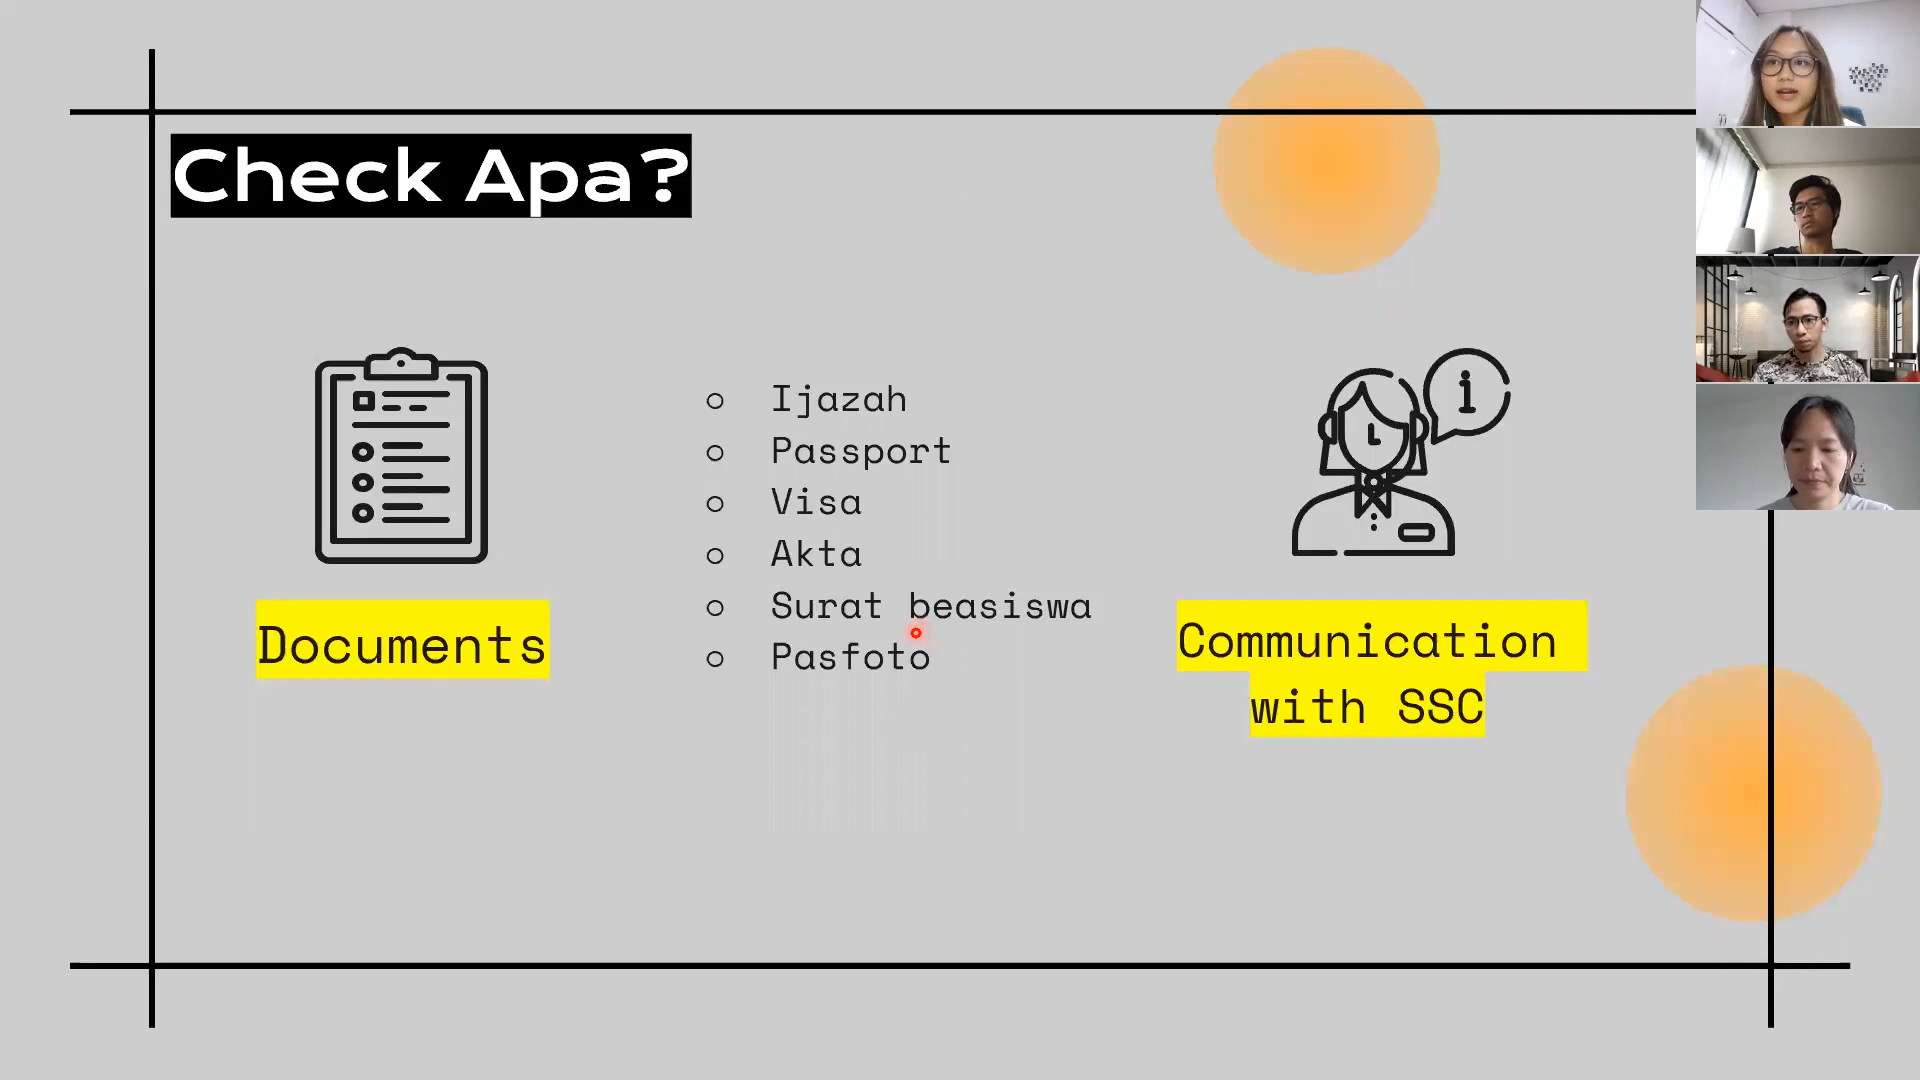 Check Apa?
Documents
Ijazah
Passport
Visa
Akta
Surat beasiswa
Pasfoto
i
Communication
with SSC